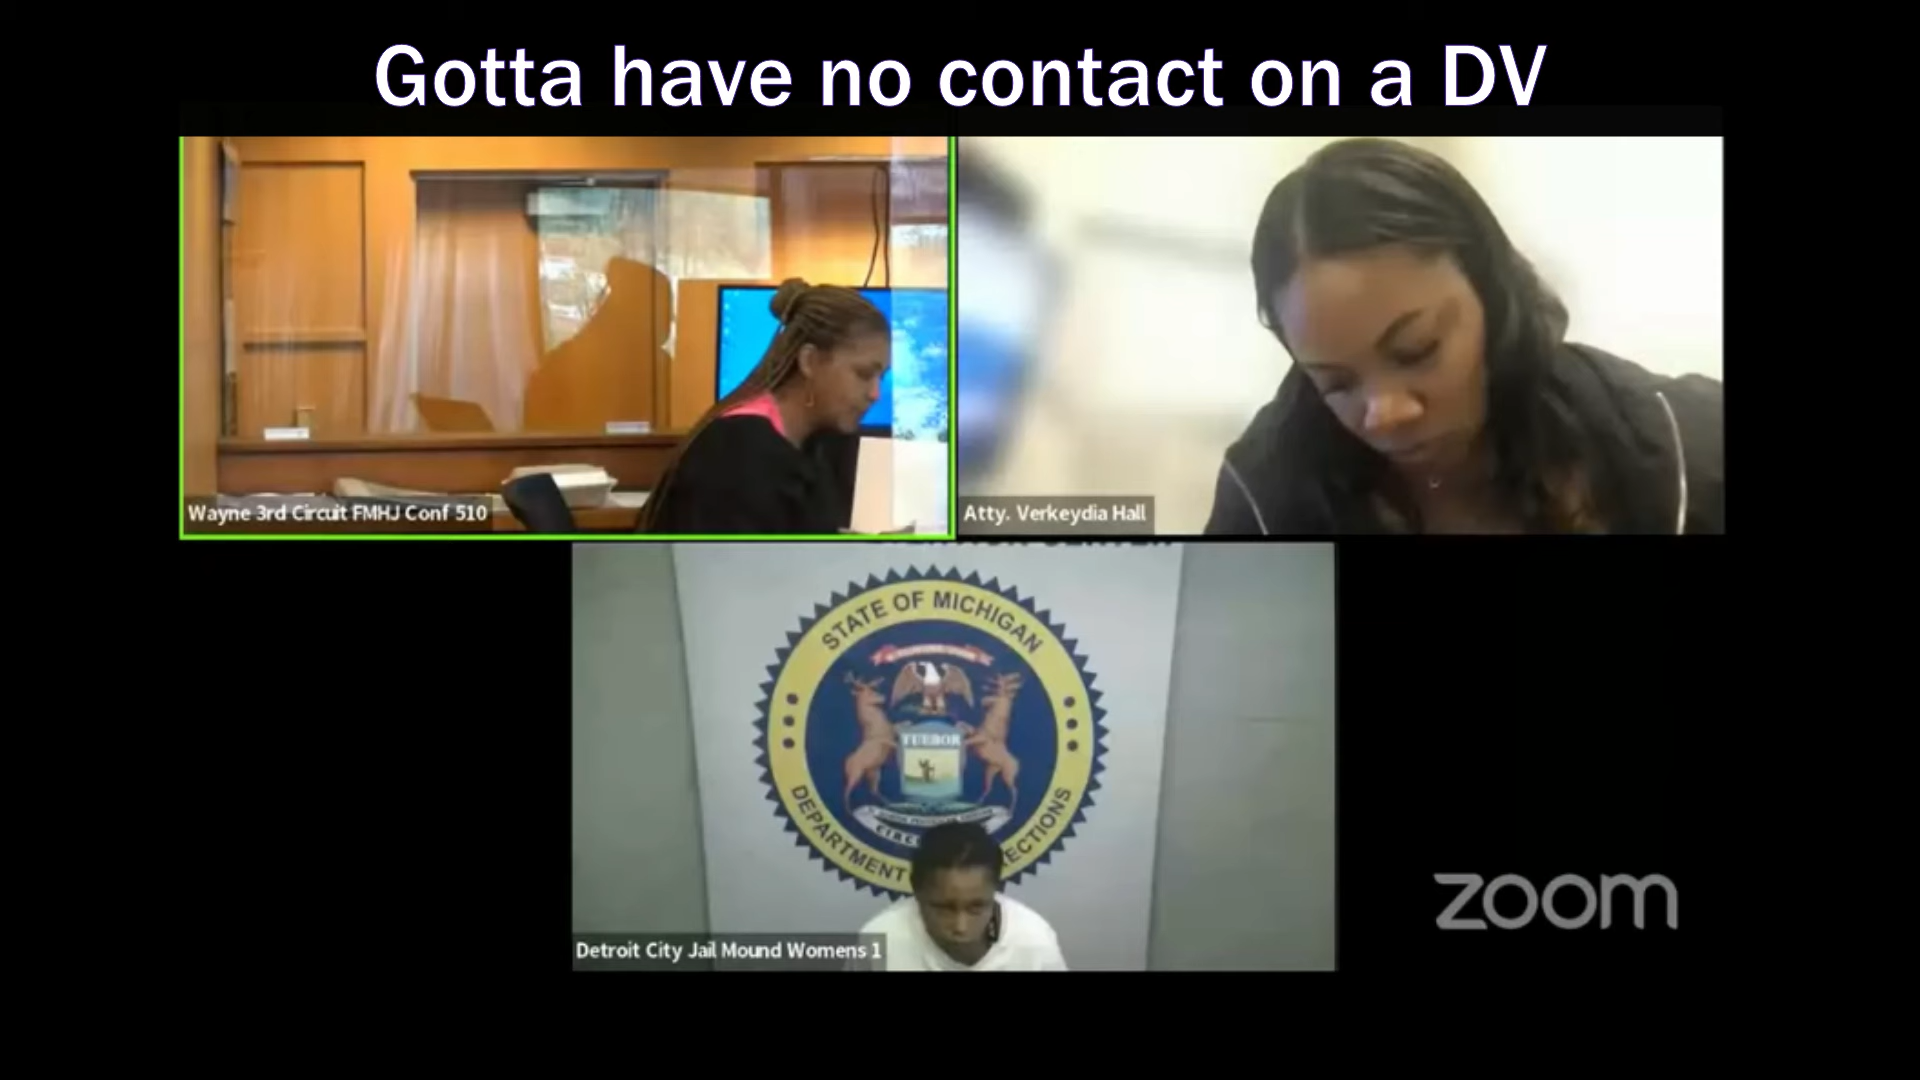 Gotta have no contact on a DV
Wayne 3rd Circuit FMHJ Conf 510
Atty. Verkeydia Hall
STATE OF MICHIGAN
TUEBOR
DEPARTMENT
Detroit City Jail Mound Womens 1
zoom